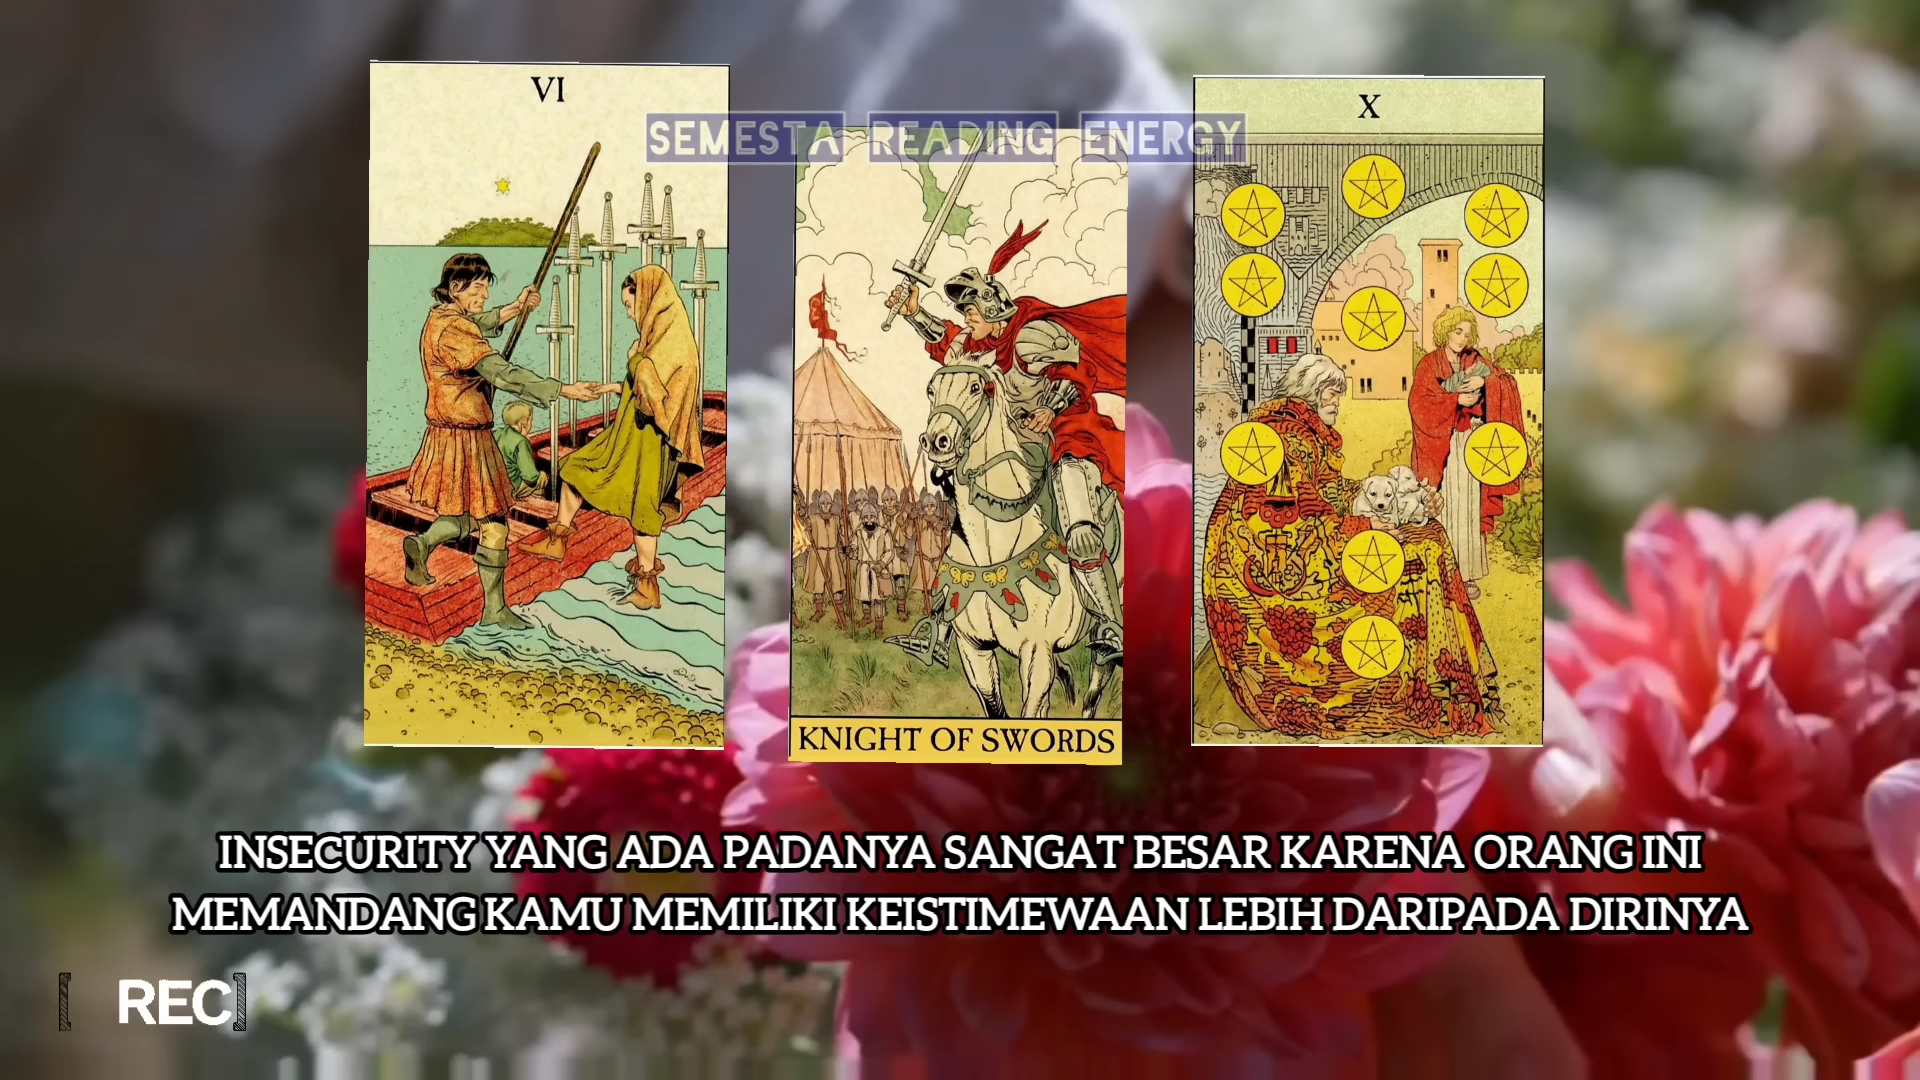 VI
X
SEMESTA READING ENERGY
KNIGHT OF SWORDS
INSECURITY YANG ADA PADANYA SANGAT BESAR KARENA ORANG INI
MEMANDANG KAMU MEMILIKI KEISTIMEWAAN LEBIH DARIPADA DIRINYA
[ REC]